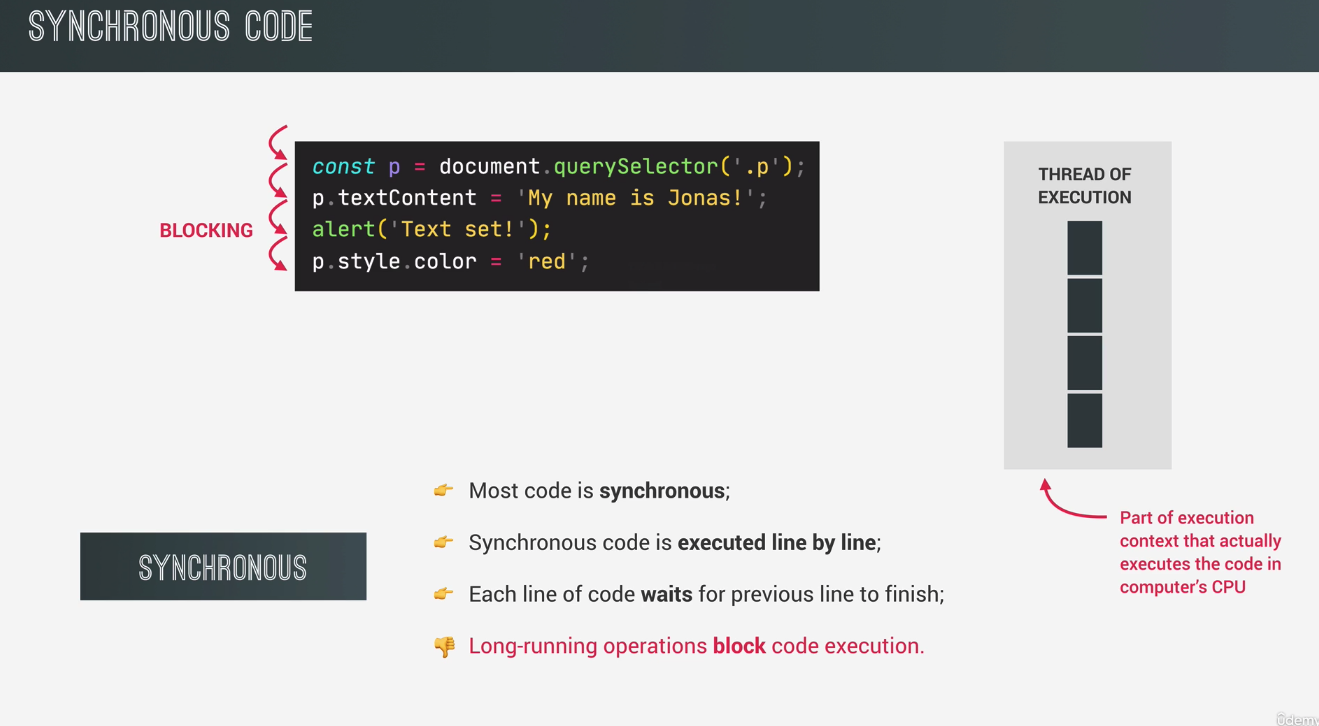 SYNCHRONOUS CODE
BLOCKING
const p = document.querySelector('.p');
p.textContent = 'My name is Jonas!';
alert('Text set!');
p.style.color = 'red';
THREAD OF
EXECUTION
Part of execution
context that actually
executes the code in
computer's CPU
SYNCHRONOUS
👉 Most code is synchronous;
👉 Synchronous code is executed line by line;
👉 Each line of code waits for previous line to finish;
👎 Long-running operations block code execution.
Udemy